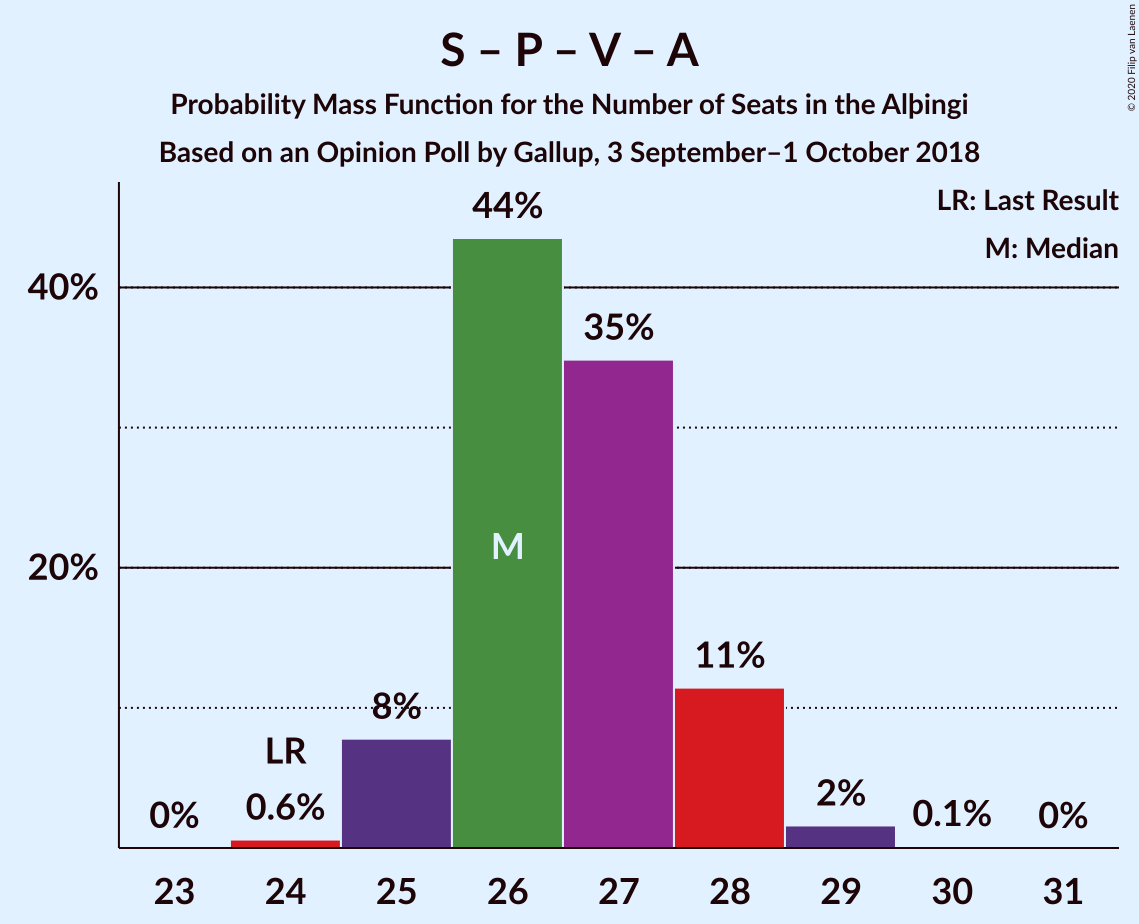 S – P – V – A
Probability Mass Function for the Number of Seats in the Alþingi
Based on an Opinion Poll by Gallup, 3 September–1 October 2018
© 2020 Filip van Laenen
LR: Last Result
M: Median
44%
40%
35%
M
20%
11%
8%
LR
0%
0.6%
2%
0.1%
0%
23 24 25 26 27 28 29 30 31